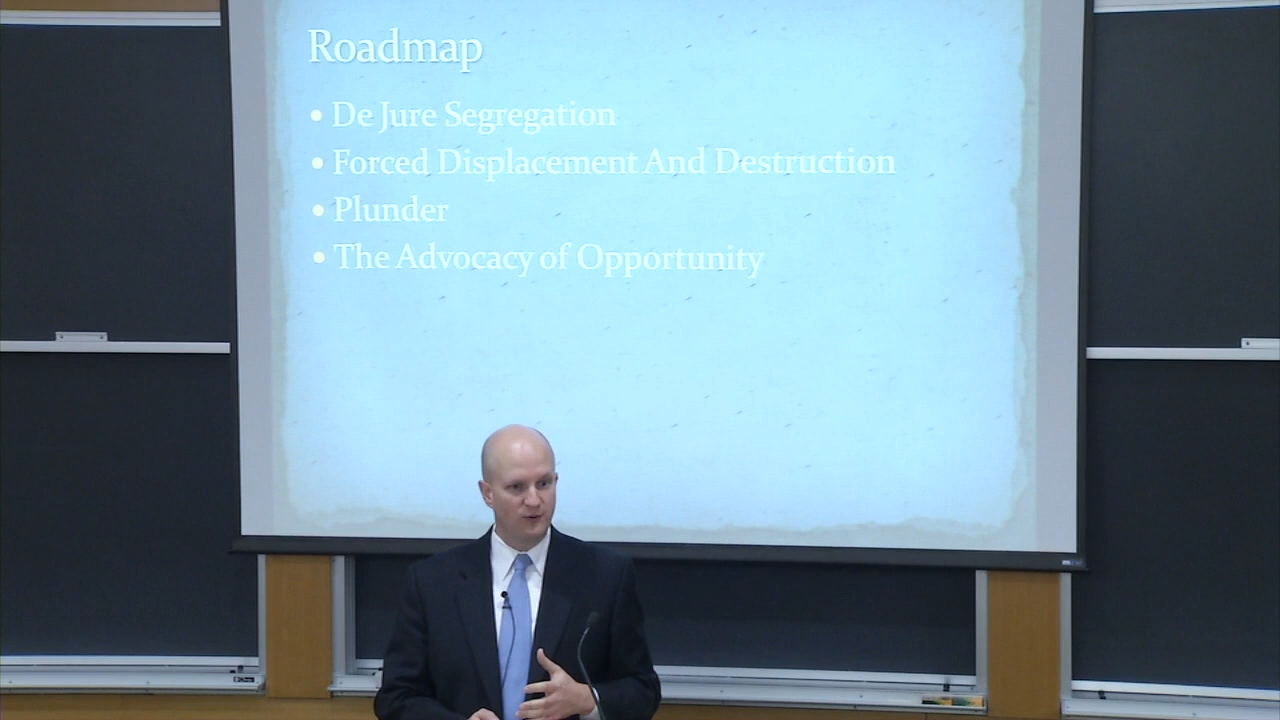 Roadmap
• De Jure Segregation
• Forced Displacement And Destruction
• Plunder
• The Advocacy of Opportunity